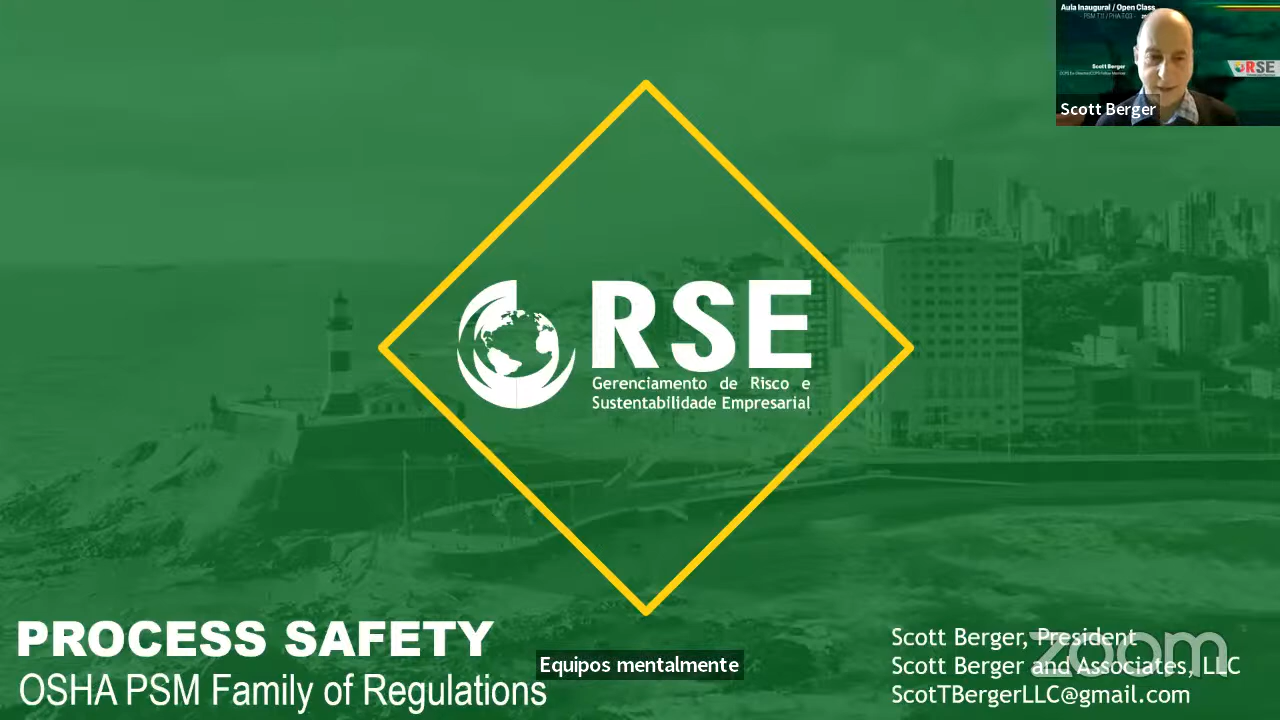 Aula Inaugural / Open Class
Scott Berger
RSE
Scott Berger
RSE
Gerenciamento de Risco e
Sustentabilidade Empresarial
PROCESS SAFETY
OSHA PSM Family of Regulations
Equipos mentalmente
Scott Berger, President
Scott Berger and Associates, LLC
ScotTBergerLLC@gmail.com
zoom